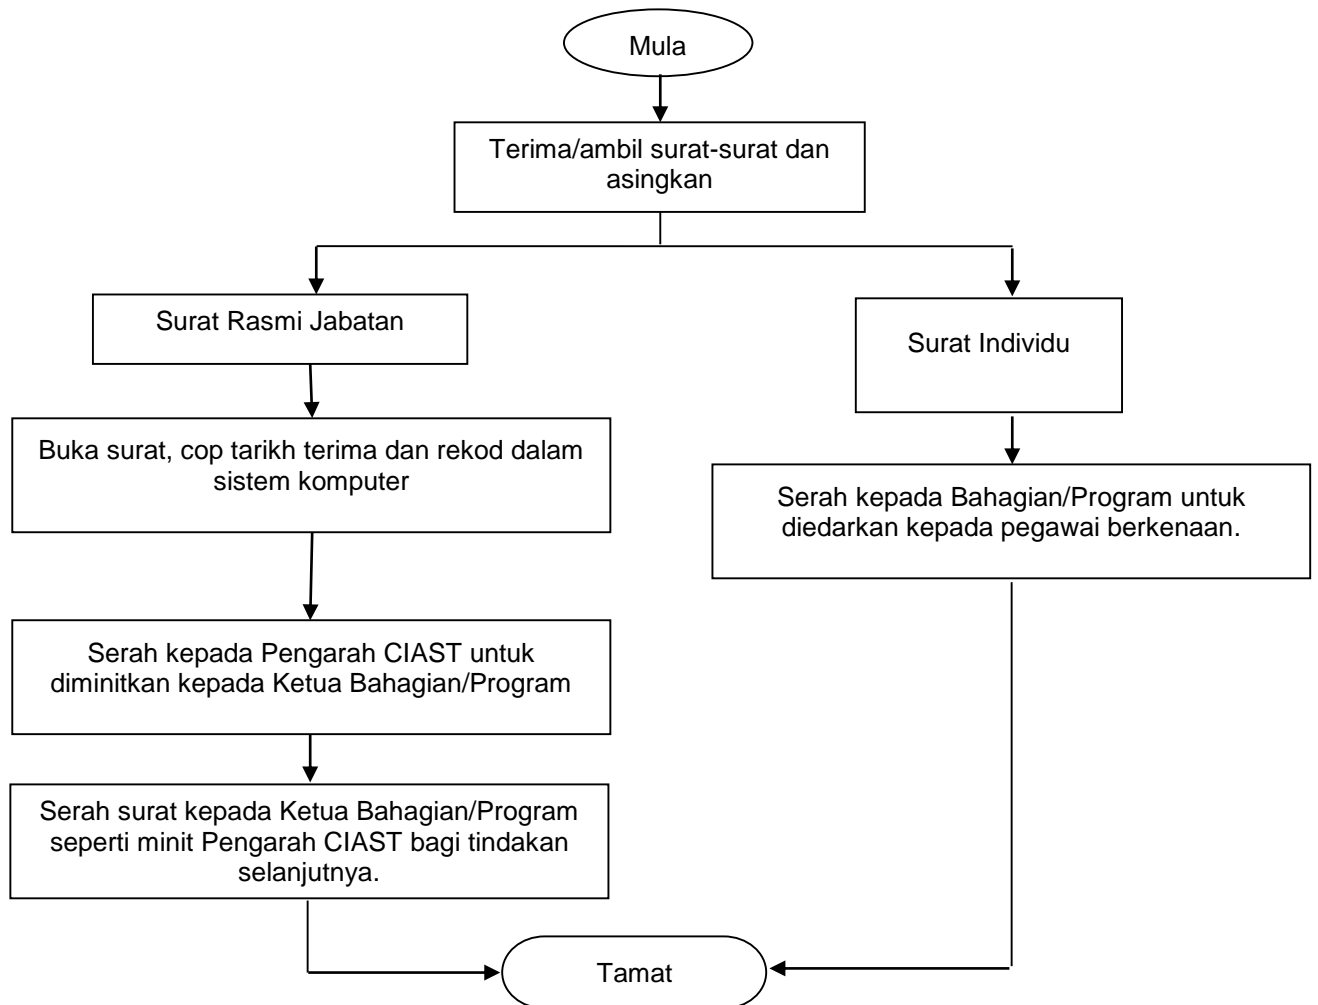 Mula
Terima/ambil surat-surat dan
asingkan
Surat Rasmi Jabatan
Surat Individu
Buka surat, cop tarikh terima dan rekod dalam
sistem komputer
Serah kepada Bahagian/Program untuk
diedarkan kepada pegawai berkenaan.
Serah kepada Pengarah CIAST untuk
diminitkan kepada Ketua Bahagian/Program
Serah surat kepada Ketua Bahagian/Program
seperti minit Pengarah CIAST bagi tindakan
selanjutnya.
Tamat